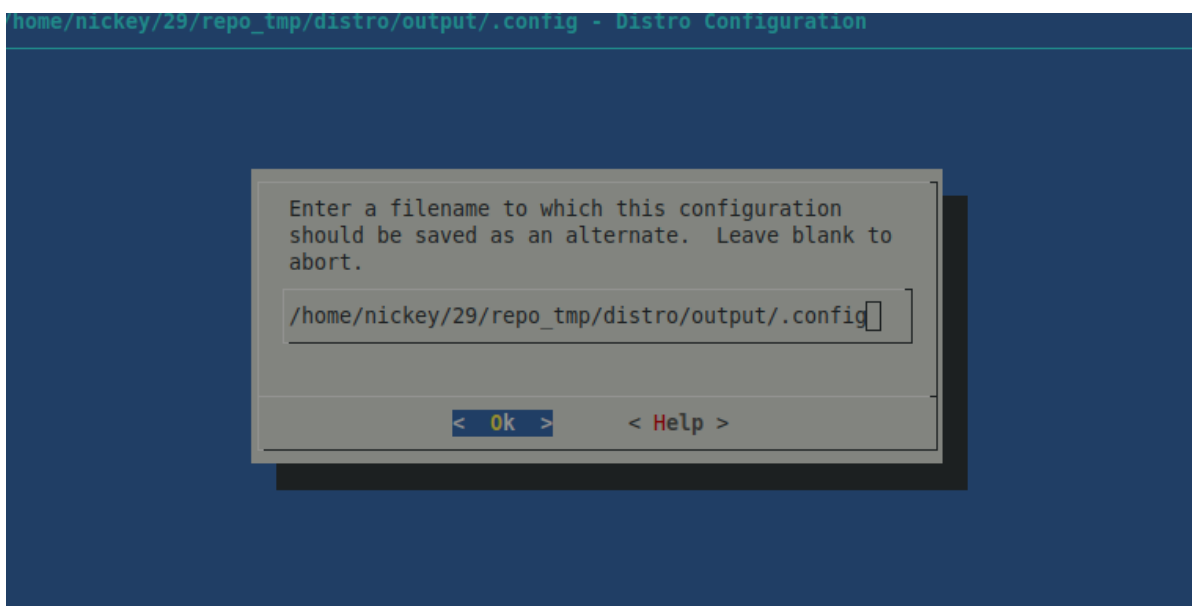 /home/nickey/29/repo_tmp/distro/output/.config - Distro Configuration
Enter a filename to which this configuration
should be saved as an alternate.  Leave blank to
abort.
/home/nickey/29/repo_tmp/distro/output/.config
<  Ok  >      < Help >